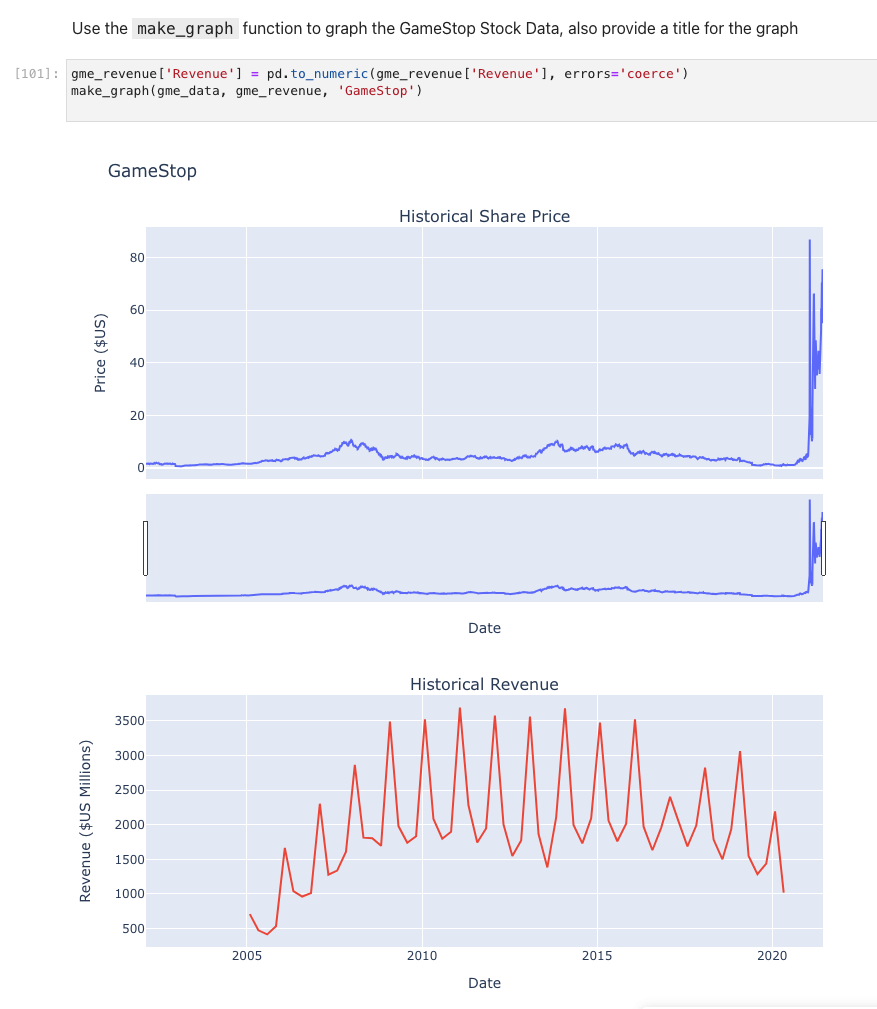 Use the make_graph function to graph the GameStop Stock Data, also provide a title for the graph
[101]: gme_revenue['Revenue'] = pd.to_numeric(gme_revenue['Revenue'], errors='coerce')
make_graph(gme_data, gme_revenue, 'GameStop')
GameStop
Historical Share Price
Price ($US)
80
60
40
20
0
Date
Historical Revenue
Revenue ($US Millions)
3500
3000
2500
2000
1500
1000
500
2005 2010 2015 2020
Date